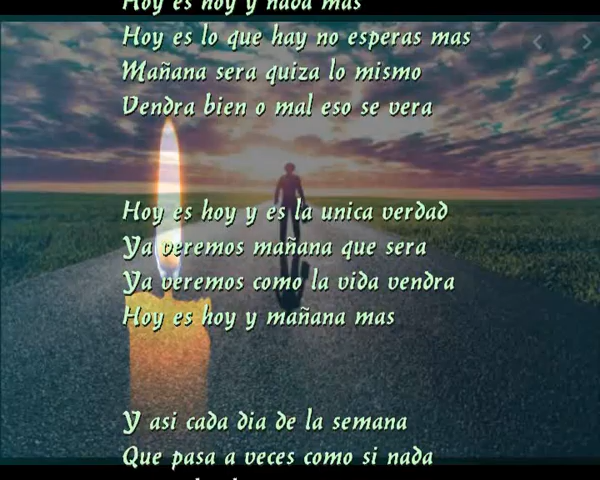 Hoy es hoy y nada mas
Hoy es lo que hay no esperas mas
Mañana sera quiza lo mismo
Vendra bien o mal eso se vera
Hoy es hoy y es la unica verdad
Ya veremos mañana que sera
Ya veremos como la vida vendra
Hoy es hoy y mañana mas
Y asi cada dia de la semana
Que pasa a veces como si nada